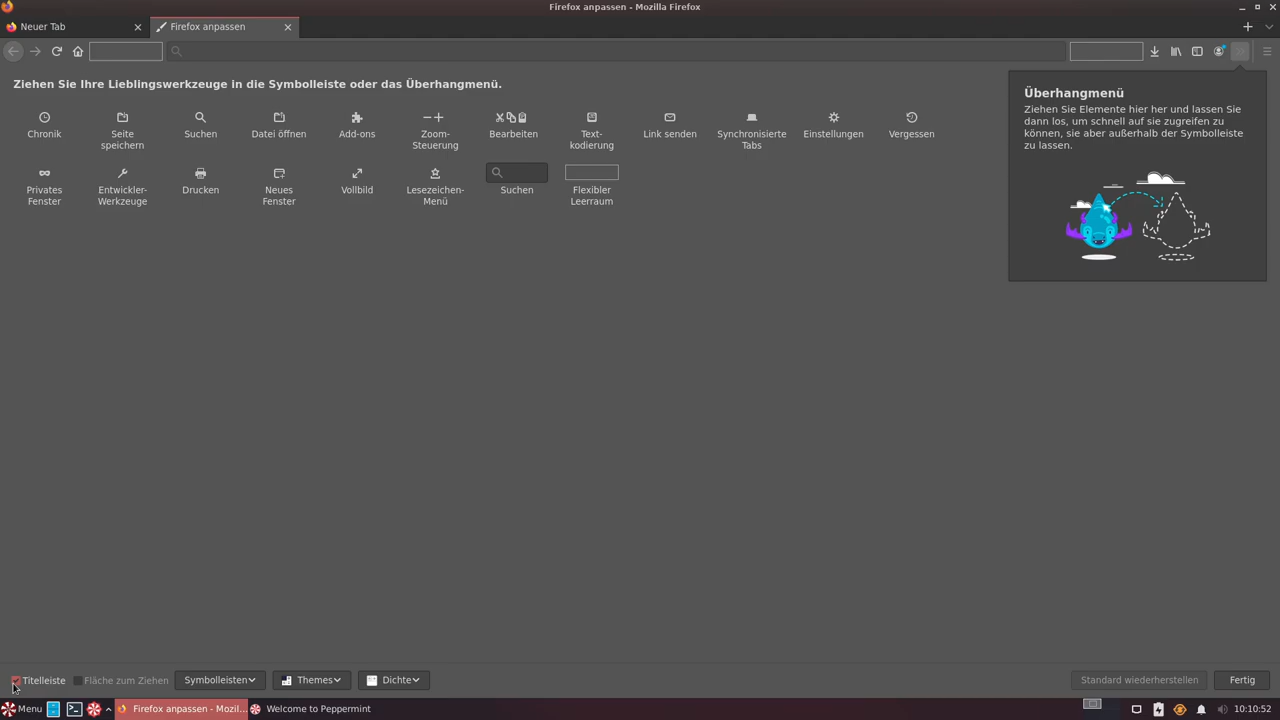 Firefox anpassen - Mozilla Firefox
Neuer Tab
Firefox anpassen
Ziehen Sie Ihre Lieblingswerkzeuge in die Symbolleiste oder das Überhangmenü.
Chronik
Seite
speichern
Suchen
Datei öffnen
Add-ons
Zoom-
Steuerung
Bearbeiten
Text-
kodierung
Link senden
Synchronisierte
Tabs
Einstellungen
Vergessen
Privates
Fenster
Entwickler-
Werkzeuge
Drucken
Neues
Fenster
Vollbild
Lesezeichen-
Menü
Suchen
Flexibler
Leerraum
Überhangmenü
Ziehen Sie Elemente hier her und lassen Sie
dann los, um schnell auf sie zugreifen zu
können, sie aber außerhalb der Symbolleiste
zu lassen.
Titelleiste
Fläche zum Ziehen
Symbolleisten
Themes
Dichte
Standard wiederherstellen
Fertig
Menu
Firefox anpassen - Mozil...
Welcome to Peppermint
10:10:52